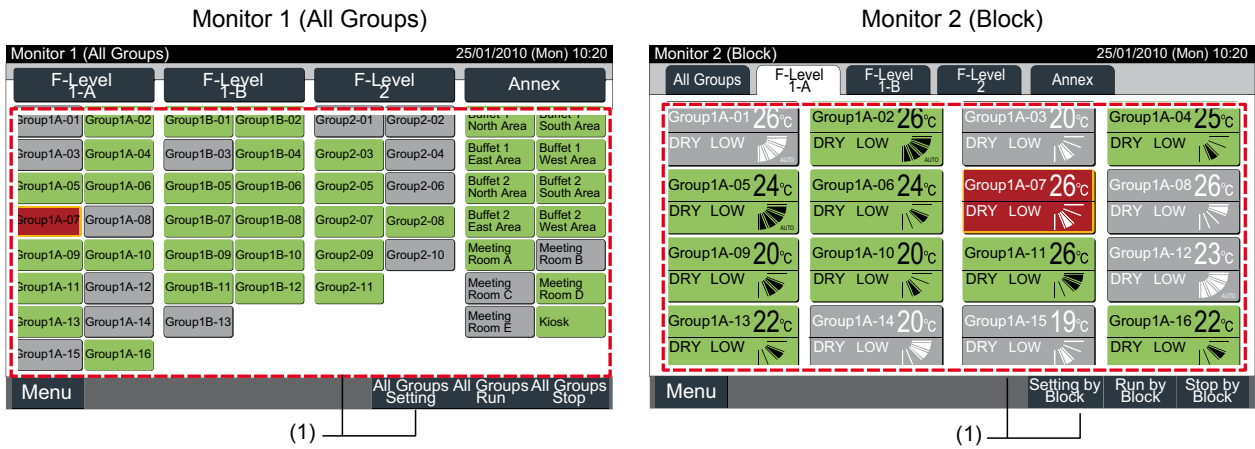 Monitor 1 (All Groups)
Monitor 1 (All Groups) 25/01/2010 (Mon) 10:20
F-Level 1-A F-Level 1-B F-Level 2 Annex
Group1A-01 Group1A-02 Group1B-01 Group1B-02 Group2-01 Group2-02 Buffet 1 North Area Buffet 1 South Area
Group1A-03 Group1A-04 Group1B-03 Group1B-04 Group2-03 Group2-04 Buffet 1 East Area Buffet 1 West Area
Group1A-05 Group1A-06 Group1B-05 Group1B-06 Group2-05 Group2-06 Buffet 2 North Area Buffet 2 South Area
Group1A-07 Group1A-08 Group1B-07 Group1B-08 Group2-07 Group2-08 Buffet 2 East Area Buffet 2 West Area
Group1A-09 Group1A-10 Group1B-09 Group1B-10 Group2-09 Group2-10 Meeting Room A Meeting Room B
Group1A-11 Group1A-12 Group1B-11 Group1B-12 Group2-11 Meeting Room C Meeting Room D
Group1A-13 Group1A-14 Group1B-13 Meeting Room E Kiosk
Group1A-15 Group1A-16
Menu All Groups Setting All Groups Run All Groups Stop
(1)
Monitor 2 (Block)
Monitor 2 (Block) 25/01/2010 (Mon) 10:20
All Groups F-Level 1-A F-Level 1-B F-Level 2 Annex
Group1A-01 26°C Group1A-02 26°C Group1A-03 20°C Group1A-04 25°C
DRY LOW AUTO DRY LOW AUTO DRY LOW DRY LOW
Group1A-05 24°C Group1A-06 24°C Group1A-07 26°C Group1A-08 26°C
DRY LOW AUTO DRY LOW DRY LOW DRY LOW
Group1A-09 20°C Group1A-10 20°C Group1A-11 26°C Group1A-12 23°C
DRY LOW DRY LOW DRY LOW DRY LOW AUTO
Group1A-13 22°C Group1A-14 20°C Group1A-15 19°C Group1A-16 22°C
DRY LOW DRY LOW DRY LOW DRY LOW
Menu Setting by Block Run by Block Stop by Block
(1)